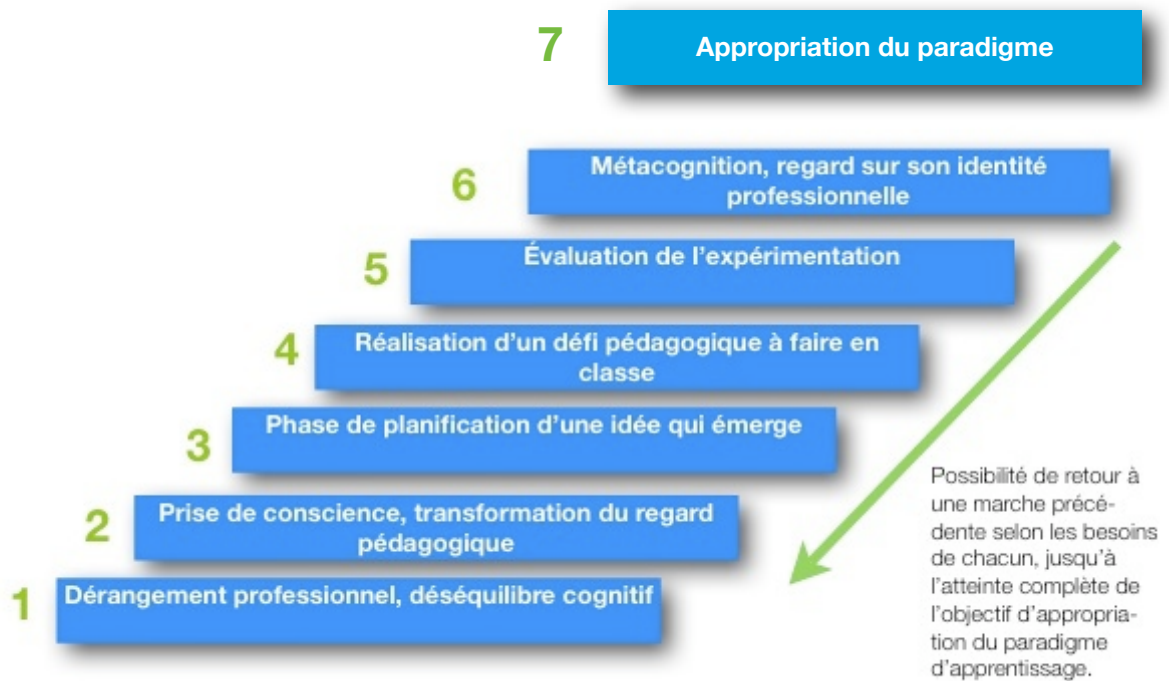 7
Appropriation du paradigme
6
Métacognition, regard sur son identité
professionnelle
5
Évaluation de l'expérimentation
4
Réalisation d'un défi pédagogique à faire en
classe
3
Phase de planification d'une idée qui émerge
2
Prise de conscience, transformation du regard
pédagogique
1
Dérangement professionnel, déséquilibre cognitif
Possibilité de retour à
une marche précé-
dente selon les besoins
de chacun, jusqu'à
l'atteinte complète de
l'objectif d'appropria-
tion du paradigme
d'apprentissage.